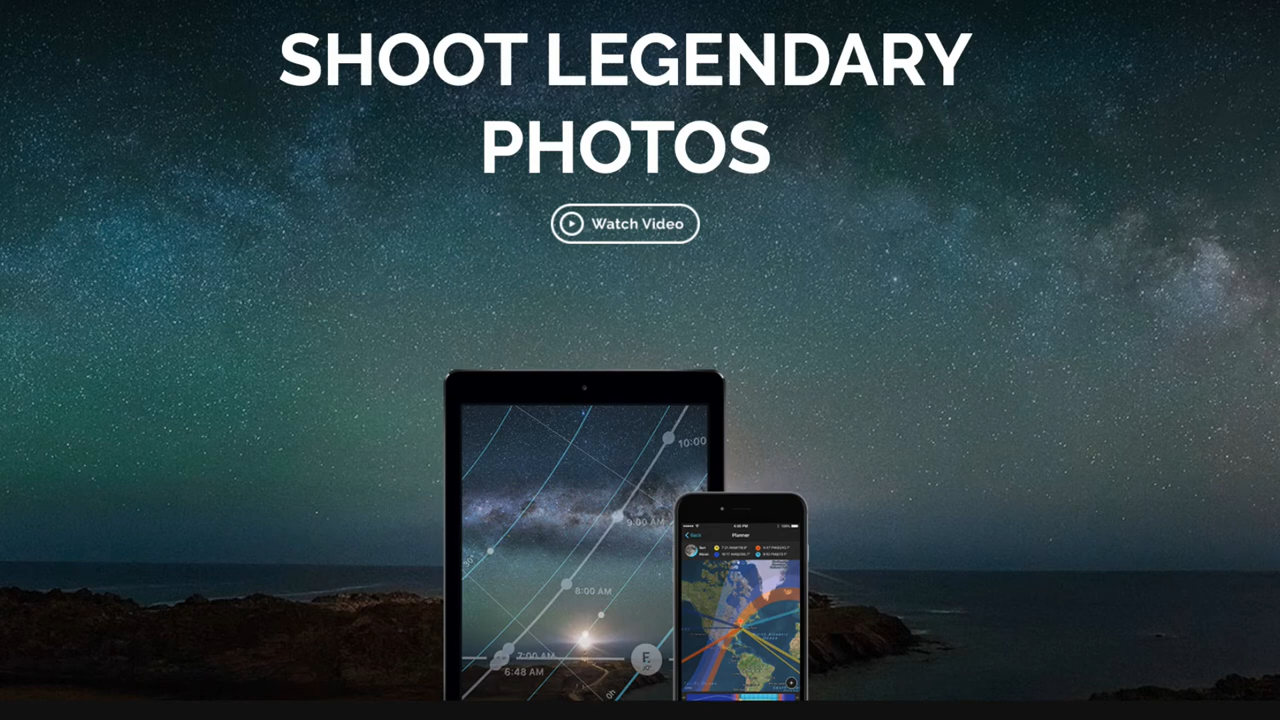 SHOOT LEGENDARY
PHOTOS
Watch Video
10:00
9:00 AM
8:00 AM
7:00 AM
6:48 AM
Back
Planner